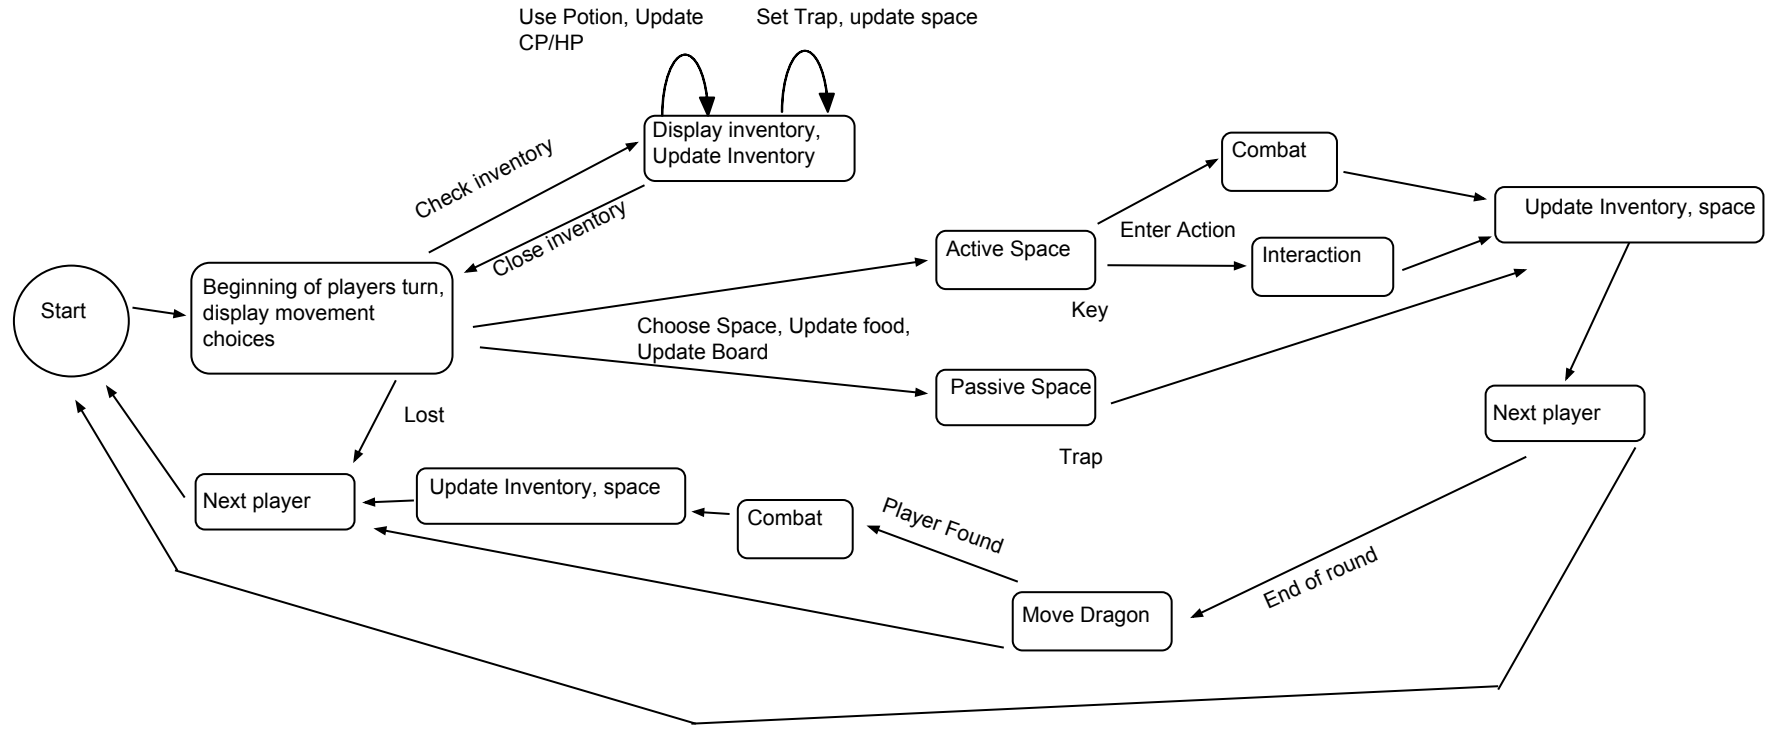 Use Potion, Update
CP/HP
Set Trap, update space
Display inventory,
Update Inventory
Check inventory
Close inventory
Combat
Update Inventory, space
Enter Action
Active Space
Interaction
Start
Beginning of players turn,
display movement
choices
Key
Choose Space, Update food,
Update Board
Passive Space
Lost
Trap
Next player
Next player
Update Inventory, space
Combat
Player Found
End of round
Move Dragon